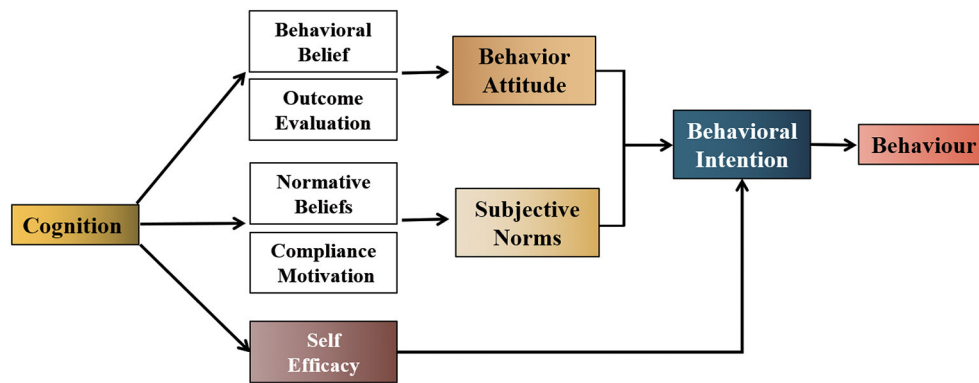 Cognition
Behavioral
Belief
Outcome
Evaluation
Normative
Beliefs
Compliance
Motivation
Self
Efficacy
Behavior
Attitude
Subjective
Norms
Behavioral
Intention
Behaviour